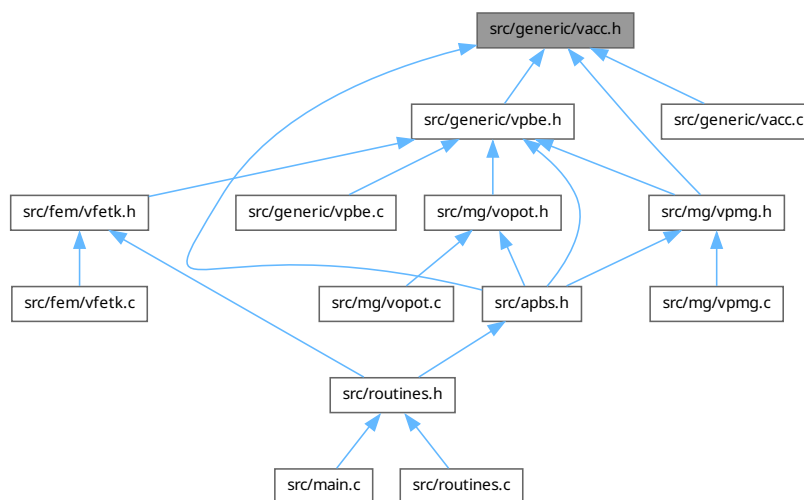 src/generic/vacc.h
src/generic/vpbe.h
src/generic/vacc.c
src/fem/vfetk.h
src/generic/vpbe.c
src/mg/vopot.h
src/mg/vpmg.h
src/fem/vfetk.c
src/mg/vopot.c
src/apbs.h
src/mg/vpmg.c
src/routines.h
src/main.c
src/routines.c